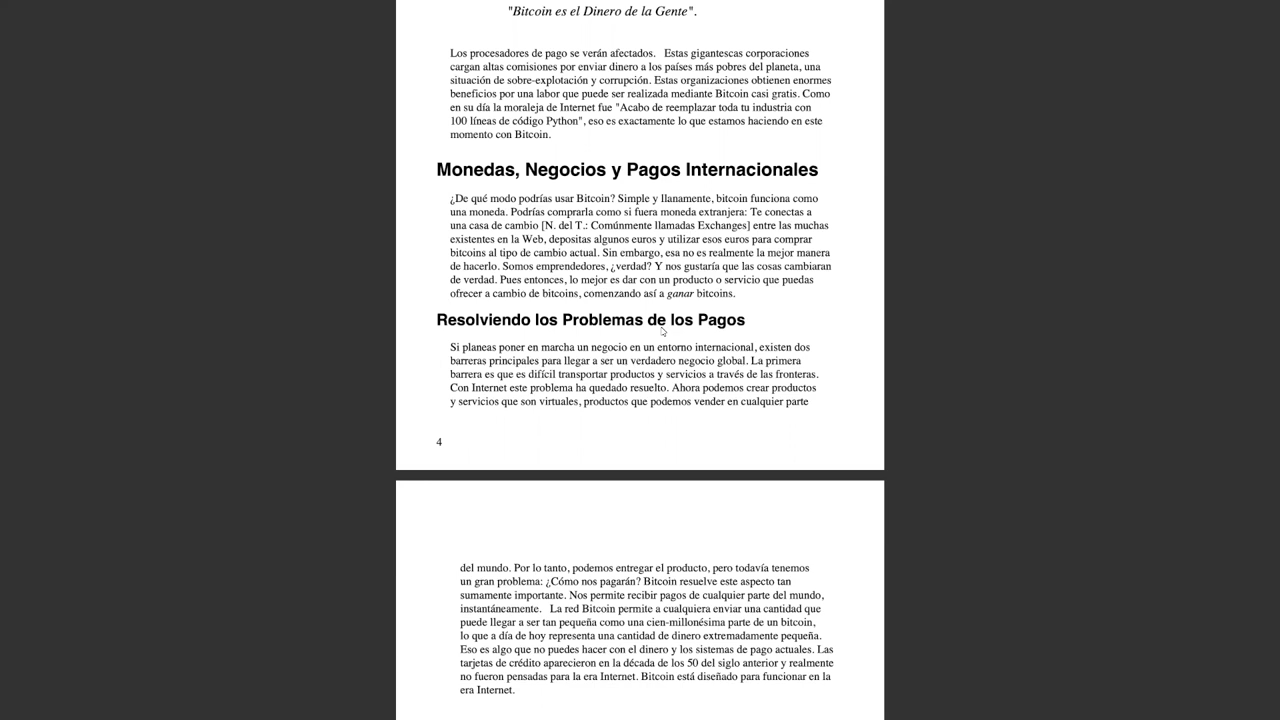 "Bitcoin es el Dinero de la Gente".
Los procesadores de pago se verán afectados. Estas gigantescas corporaciones
cargan altas comisiones por enviar dinero a los países más pobres del planeta, una
situación de sobre-explotación y corrupción. Estas organizaciones obtienen enormes
beneficios por una labor que puede ser realizada mediante Bitcoin casi gratis. Como
en su día la moraleja de Internet fue "Acabo de reemplazar toda tu industria con
100 líneas de código Python", eso es exactamente lo que estamos haciendo en este
momento con Bitcoin.
Monedas, Negocios y Pagos Internacionales
¿De qué modo podrías usar Bitcoin? Simple y llanamente, bitcoin funciona como
una moneda. Podrías comprarla como si fuera moneda extranjera: Te conectas a
una casa de cambio [N. del T.: Comúnmente llamadas Exchanges] entre las muchas
existentes en la Web, depositas algunos euros y utilizar esos euros para comprar
bitcoins al tipo de cambio actual. Sin embargo, esa no es realmente la mejor manera
de hacerlo. Somos emprendedores, ¿verdad? Y nos gustaría que las cosas cambiaran
de verdad. Pues entonces, lo mejor es dar con un producto o servicio que puedas
ofrecer a cambio de bitcoins, comenzando así a ganar bitcoins.
Resolviendo los Problemas de los Pagos
Si planeas poner en marcha un negocio en un entorno internacional, existen dos
barreras principales para llegar a ser un verdadero negocio global. La primera
barrera es que es difícil transportar productos y servicios a través de las fronteras.
Con Internet este problema ha quedado resuelto. Ahora podemos crear productos
y servicios que son virtuales, productos que podemos vender en cualquier parte
4
del mundo. Por lo tanto, podemos entregar el producto, pero todavía tenemos
un gran problema: ¿Cómo nos pagarán? Bitcoin resuelve este aspecto tan
sumamente importante. Nos permite recibir pagos de cualquier parte del mundo,
instantáneamente. La red Bitcoin permite a cualquiera enviar una cantidad que
puede llegar a ser tan pequeña como una cien-millonésima parte de un bitcoin,
lo que a día de hoy representa una cantidad de dinero extremadamente pequeña.
Eso es algo que no puedes hacer con el dinero y los sistemas de pago actuales. Las
tarjetas de crédito aparecieron en la década de los 50 del siglo anterior y realmente
no fueron pensadas para la era Internet. Bitcoin está diseñado para funcionar en la
era Internet.